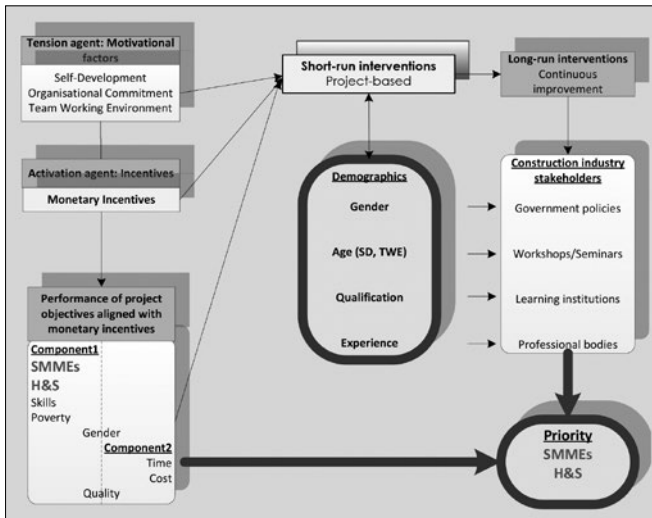 Tension agent: Motivational
factors
Self-Development
Organisational Commitment
Team Working Environment
Activation agent: Incentives
Monetary Incentives
Performance of project
objectives aligned with
monetary incentives
Component1
SMMEs
H&S
Skills
Poverty
Gender
Component2
Time
Cost
Quality
Short-run interventions
Project-based
Demographics
Gender
Age (SD, TWE)
Qualification
Experience
Long-run interventions
Continuous
improvement
Construction industry
stakeholders
Government policies
Workshops/Seminars
Learning institutions
Professional bodies
Priority
SMMEs
H&S